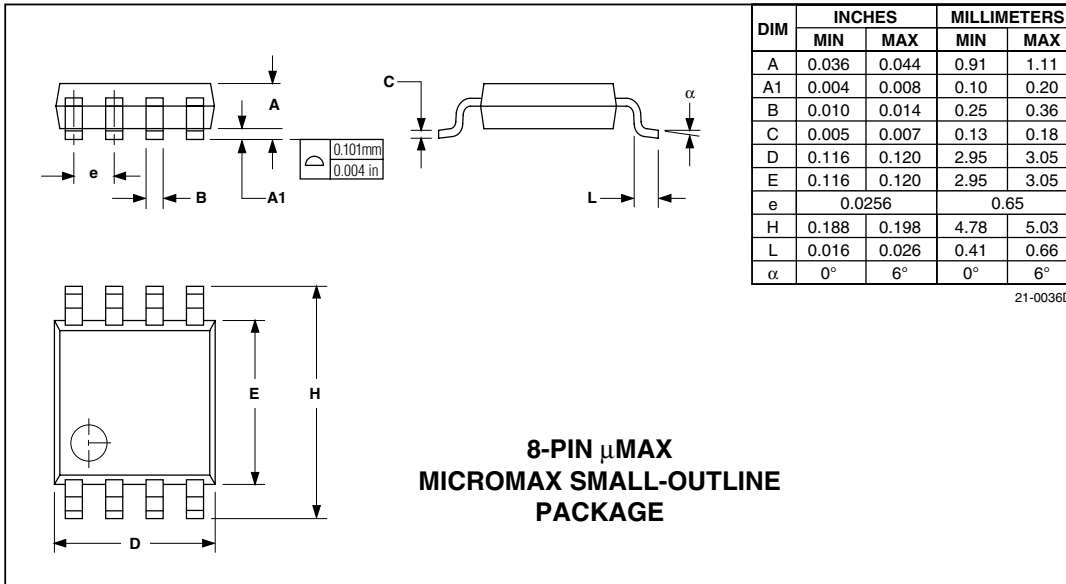 DIM INCHES MILLIMETERS
MIN MAX MIN MAX
A 0.036 0.044 0.91 1.11
A1 0.004 0.008 0.10 0.20
B 0.010 0.014 0.25 0.36
C 0.005 0.007 0.13 0.18
D 0.116 0.120 2.95 3.05
E 0.116 0.120 2.95 3.05
e 0.0256 0.65
H 0.188 0.198 4.78 5.03
L 0.016 0.026 0.41 0.66
α 0° 6° 0° 6°
21-0036D
A
e
B
A1
0.101mm
0.004 in
C
α
L
E
H
D
8-PIN µMAX
MICROMAX SMALL-OUTLINE
PACKAGE